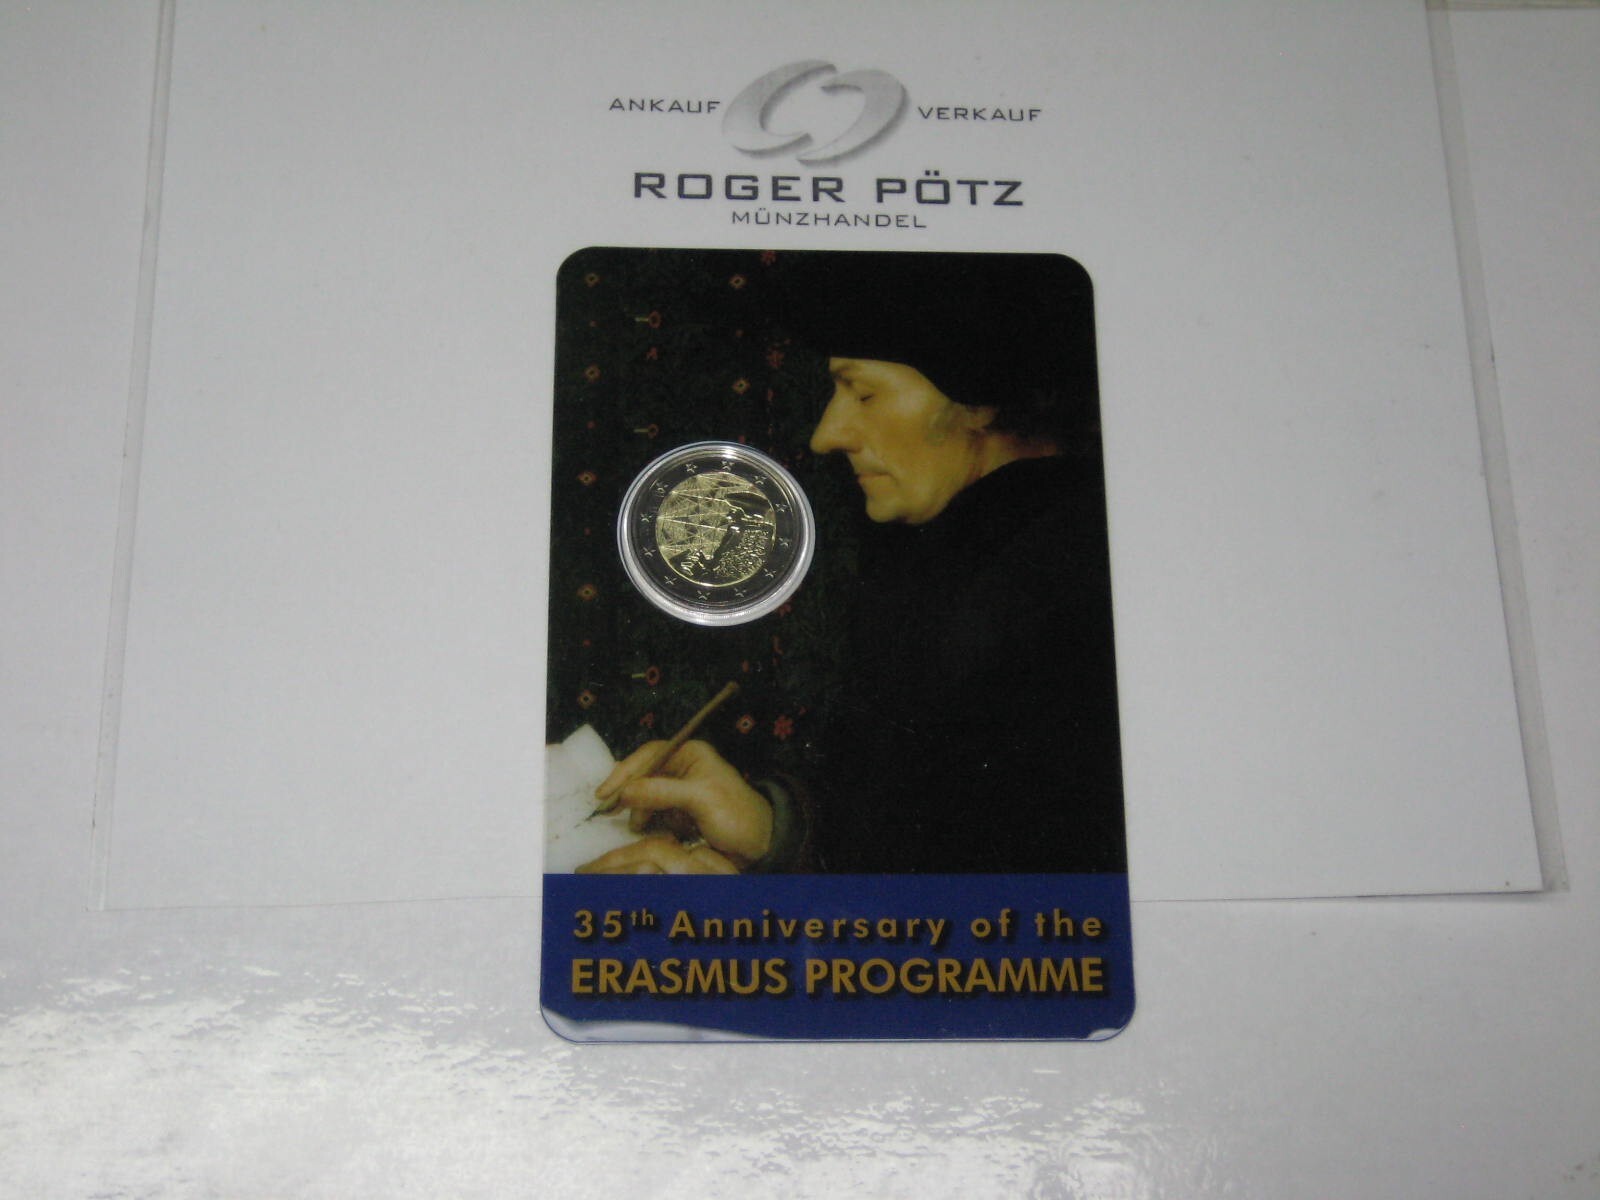 ANKAUF VERKAUF
ROGER PÖTZ
MÜNZHANDEL
35th Anniversary of the
ERASMUS PROGRAMME